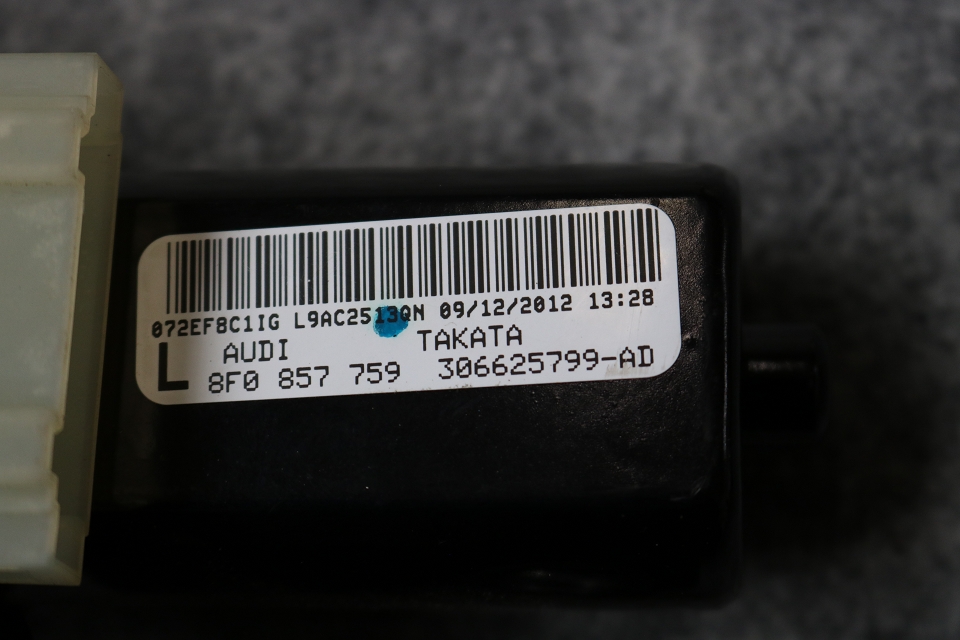 072EF8C1IG L9AC2513QN 09/12/2012 13:28
L AUDI TAKATA
8F0 857 759 306625799-AD